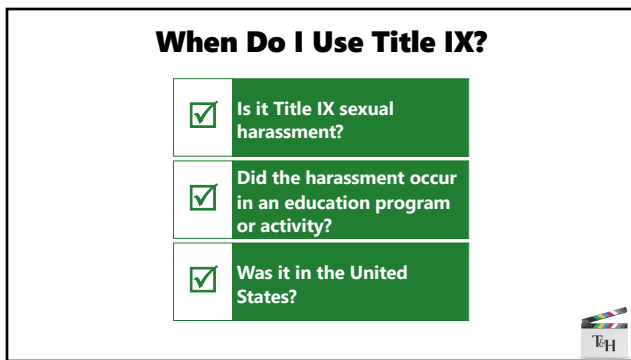 When Do I Use Title IX?
Is it Title IX sexual
harassment?
Did the harassment occur
in an education program
or activity?
Was it in the United
States?
T&H